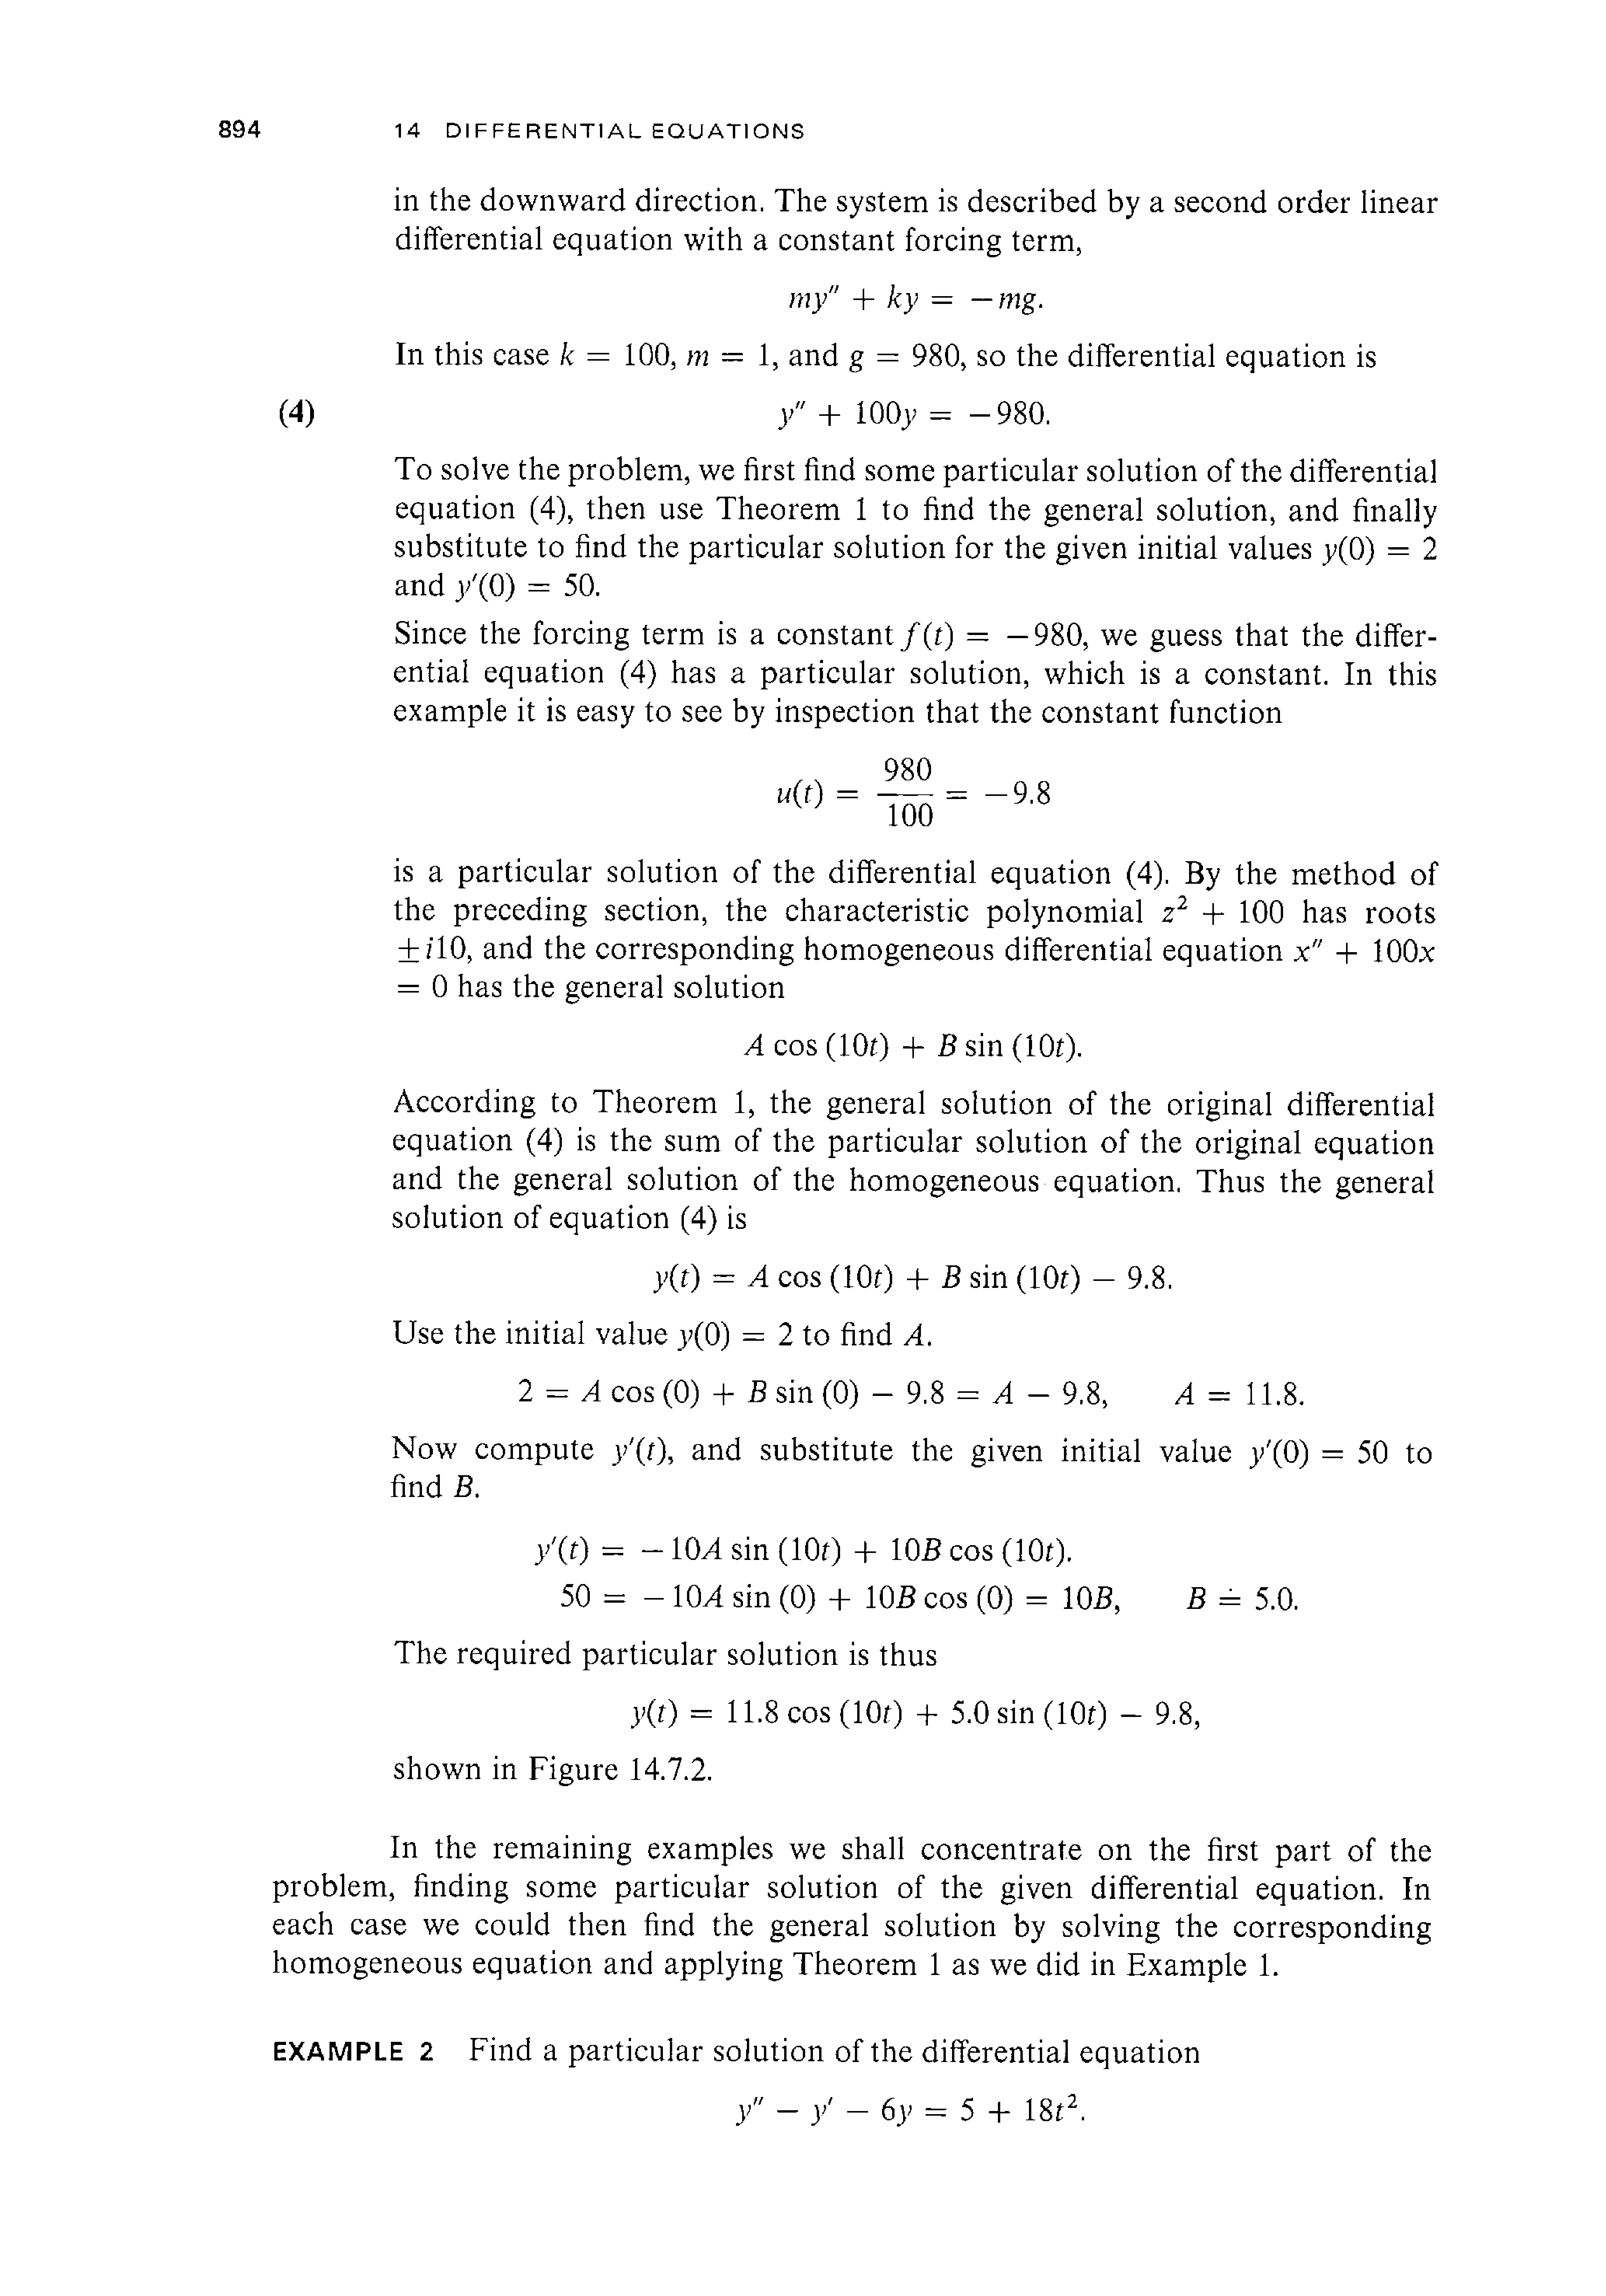 894 14 DIFFERENTIAL EQUATIONS
in the downward direction. The system is described by a second order linear
differential equation with a constant forcing term,
my″ + ky = −mg.
In this case k = 100, m = 1, and g = 980, so the differential equation is
(4) y″ + 100y = −980.
To solve the problem, we first find some particular solution of the differential
equation (4), then use Theorem 1 to find the general solution, and finally
substitute to find the particular solution for the given initial values y(0) = 2
and y′(0) = 50.
Since the forcing term is a constant f(t) = −980, we guess that the differ-
ential equation (4) has a particular solution, which is a constant. In this
example it is easy to see by inspection that the constant function
u(t) = 980/100 = −9.8
is a particular solution of the differential equation (4). By the method of
the preceding section, the characteristic polynomial z² + 100 has roots
±i10, and the corresponding homogeneous differential equation x″ + 100x
= 0 has the general solution
A cos (10t) + B sin (10t).
According to Theorem 1, the general solution of the original differential
equation (4) is the sum of the particular solution of the original equation
and the general solution of the homogeneous equation. Thus the general
solution of equation (4) is
y(t) = A cos (10t) + B sin (10t) − 9.8.
Use the initial value y(0) = 2 to find A.
2 = A cos (0) + B sin (0) − 9.8 = A − 9.8, A = 11.8.
Now compute y′(t), and substitute the given initial value y′(0) = 50 to
find B.
y′(t) = −10A sin (10t) + 10B cos (10t).
50 = −10A sin (0) + 10B cos (0) = 10B, B ≐ 5.0.
The required particular solution is thus
y(t) = 11.8 cos (10t) + 5.0 sin (10t) − 9.8,
shown in Figure 14.7.2.
In the remaining examples we shall concentrate on the first part of the
problem, finding some particular solution of the given differential equation. In
each case we could then find the general solution by solving the corresponding
homogeneous equation and applying Theorem 1 as we did in Example 1.
EXAMPLE 2 Find a particular solution of the differential equation
y″ − y′ − 6y = 5 + 18t².